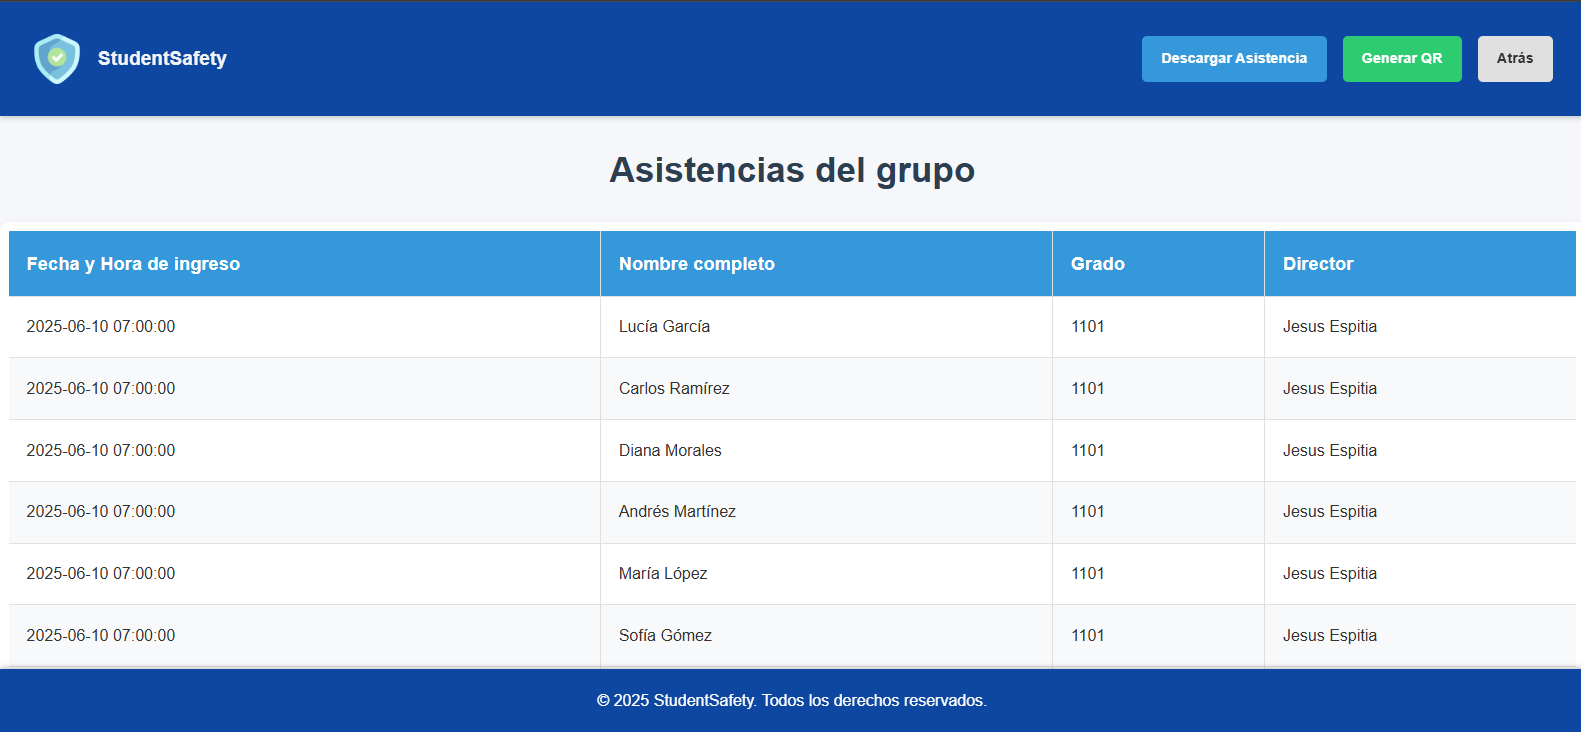 StudentSafety
Descargar Asistencia
Generar QR
Atrás
Asistencias del grupo
Fecha y Hora de ingreso Nombre completo Grado Director
2025-06-10 07:00:00 Lucía García 1101 Jesus Espitia
2025-06-10 07:00:00 Carlos Ramírez 1101 Jesus Espitia
2025-06-10 07:00:00 Diana Morales 1101 Jesus Espitia
2025-06-10 07:00:00 Andrés Martínez 1101 Jesus Espitia
2025-06-10 07:00:00 María López 1101 Jesus Espitia
2025-06-10 07:00:00 Sofía Gómez 1101 Jesus Espitia
© 2025 StudentSafety. Todos los derechos reservados.